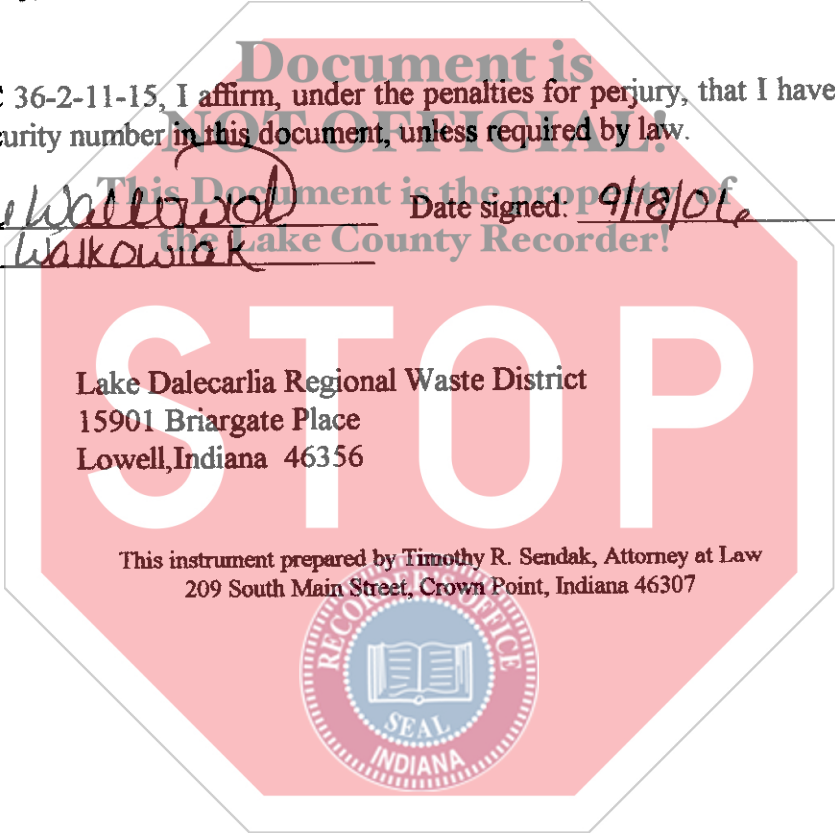 Document is
36-2-11-15, I affirm, under the penalties for perjury, that I have
curity number in this document, unless required by law.
NOT OFFICIAL!
This Document is the property of
Walkowiak Date signed: 9/18/06
the Lake County Recorder!
Walkowiak
STOP
Lake Dalecarlia Regional Waste District
15901 Briargate Place
Lowell,Indiana 46356
This instrument prepared by Timothy R. Sendak, Attorney at Law
209 South Main Street, Crown Point, Indiana 46307
RECORDER'S OFFICE
SEAL
INDIANA